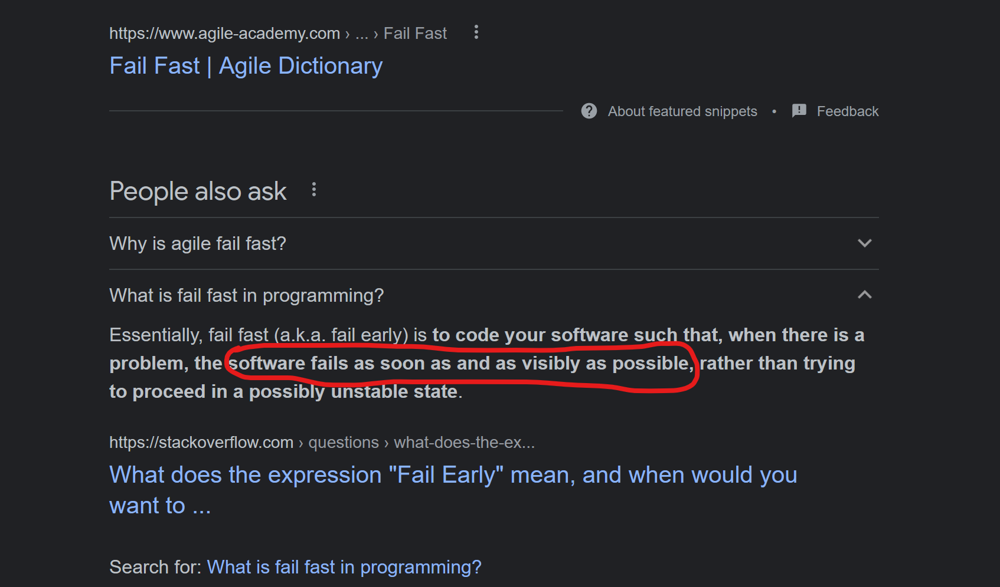 https://www.agile-academy.com › ... › Fail Fast
Fail Fast | Agile Dictionary
About featured snippets • Feedback
People also ask
Why is agile fail fast?
What is fail fast in programming?
Essentially, fail fast (a.k.a. fail early) is to code your software such that, when there is a
problem, the software fails as soon as and as visibly as possible, rather than trying
to proceed in a possibly unstable state.
https://stackoverflow.com › questions › what-does-the-ex...
What does the expression "Fail Early" mean, and when would you
want to ...
Search for: What is fail fast in programming?